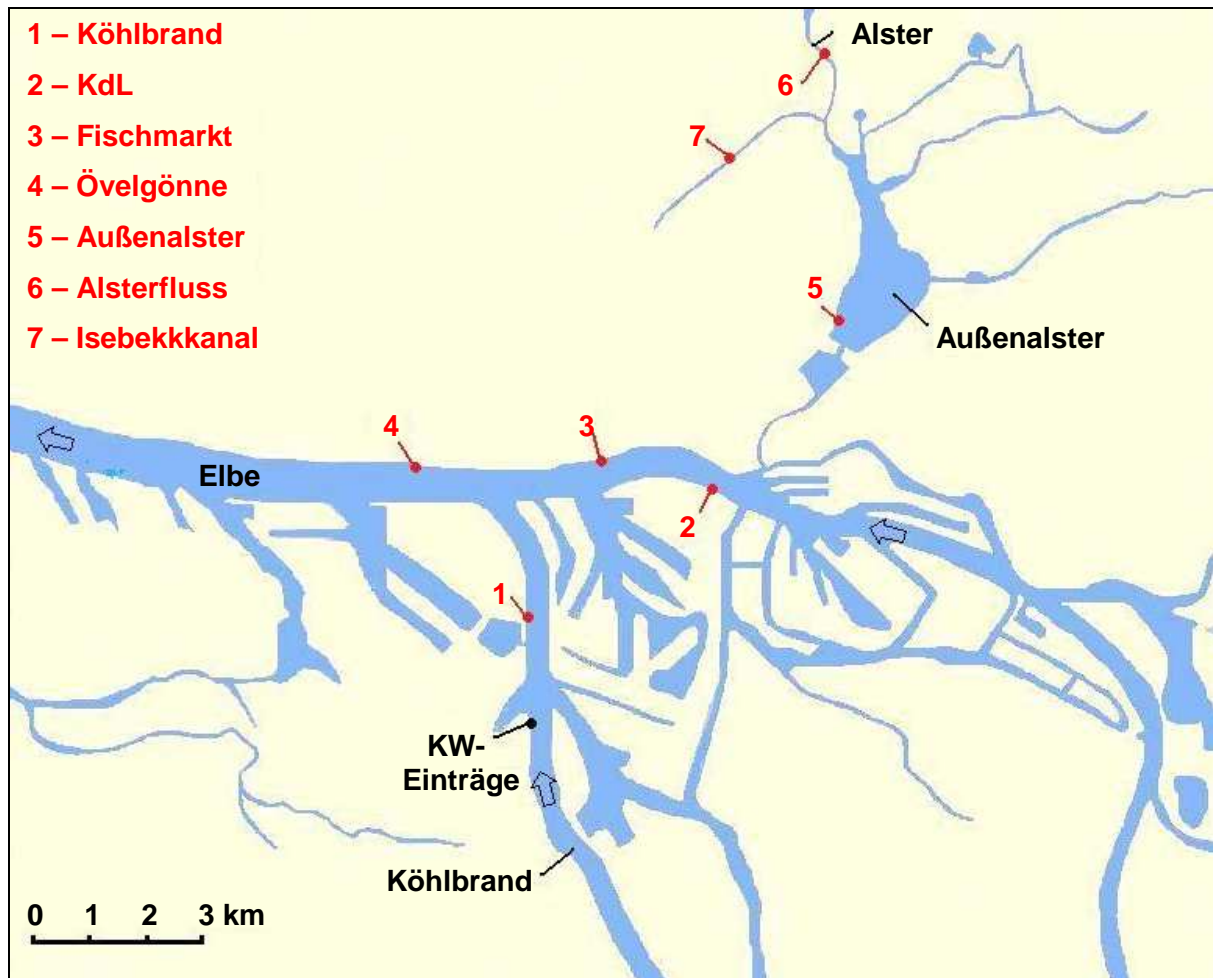 1 – Köhlbrand
2 – KdL
3 – Fischmarkt
4 – Övelgönne
5 – Außenalster
6 – Alsterfluss
7 – Isebekkkanal
Alster
6
7
5
Außenalster
4
3
Elbe
2
1
KW-
Einträge
Köhlbrand
0 1 2 3 km